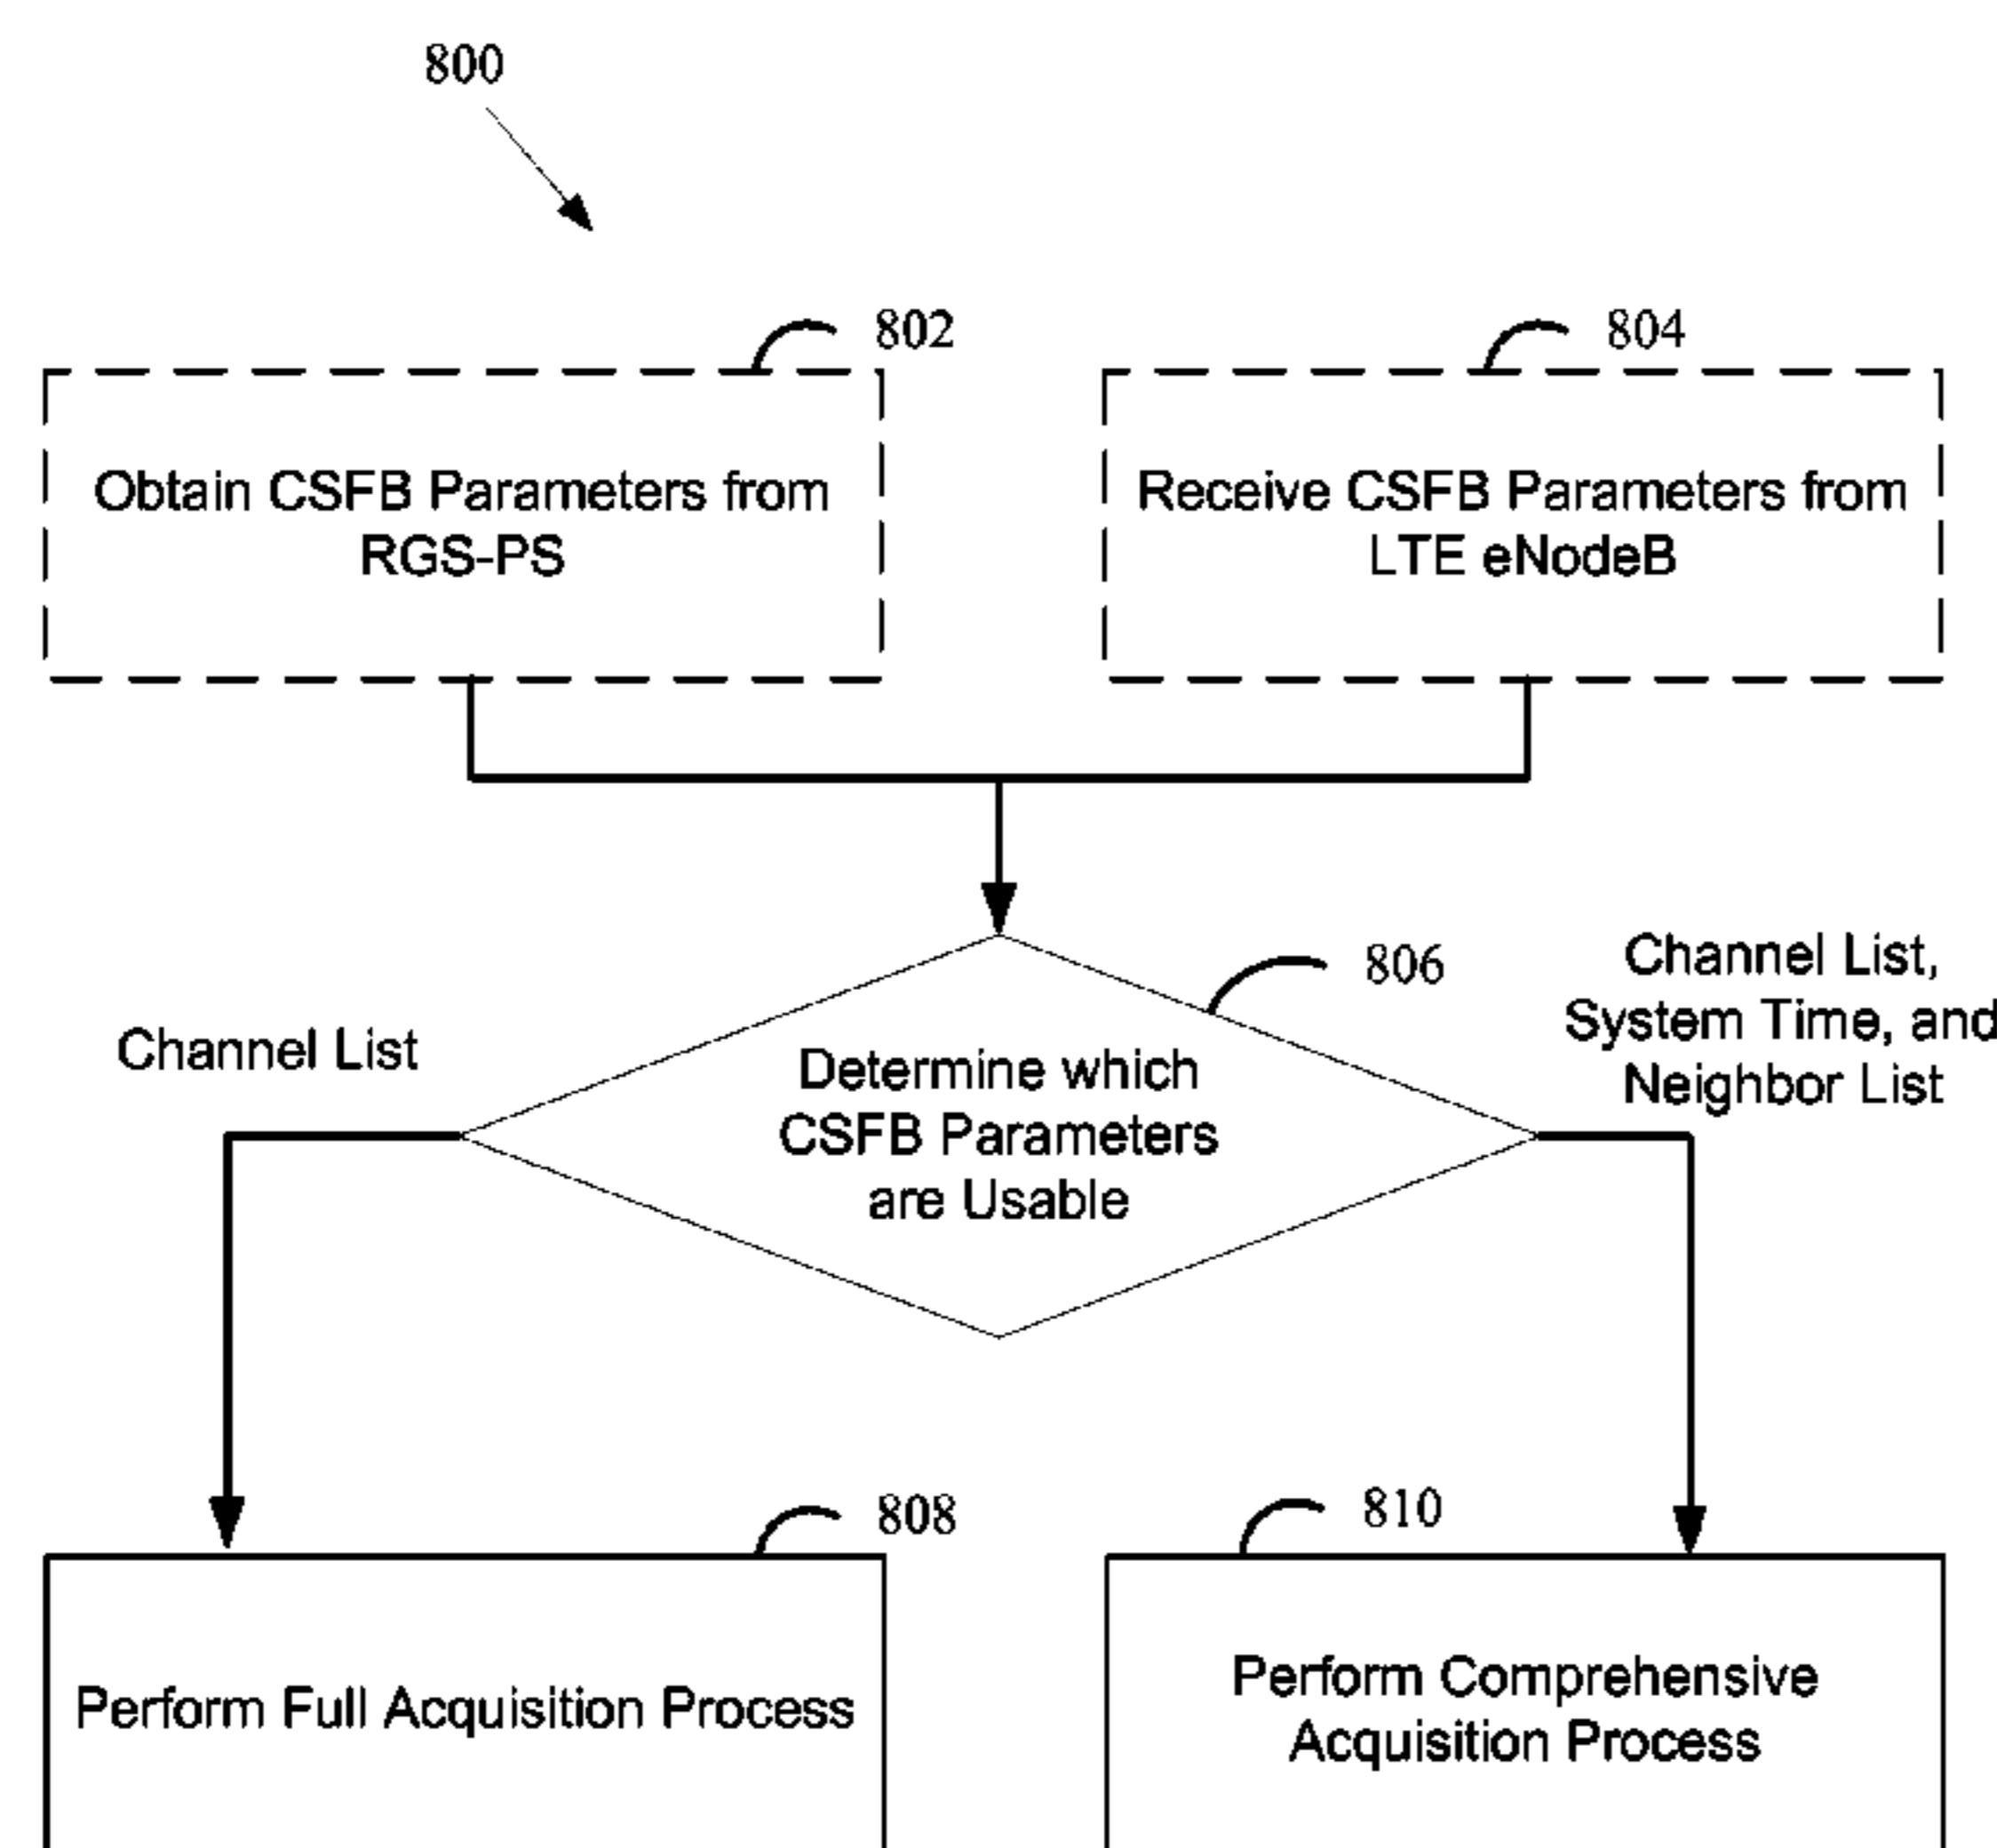 800
802
804
Obtain CSFB Parameters from
RGS-PS
Receive CSFB Parameters from
LTE eNodeB
806
Channel List
Channel List,
System Time, and
Neighbor List
Determine which
CSFB Parameters
are Usable
808
810
Perform Full Acquisition Process
Perform Comprehensive
Acquisition Process